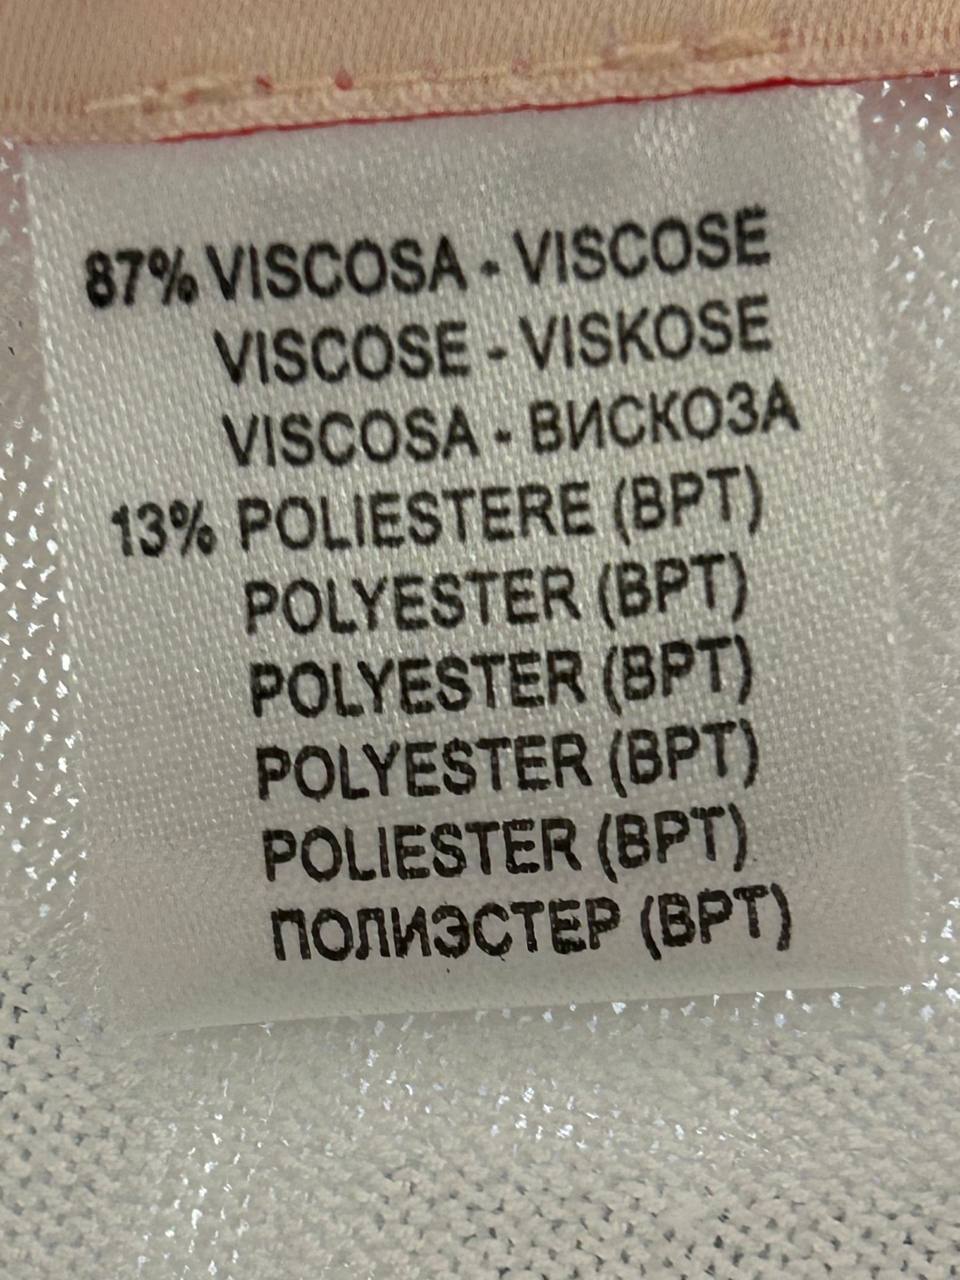 87% VISCOSA - VISCOSE
VISCOSE - VISKOSE
VISCOSA - ВИСКОЗА
13% POLIESTERE (BPT)
POLYESTER (BPT)
POLYESTER (BPT)
POLYESTER (BPT)
POLIESTER (BPT)
ПОЛИЭСТЕР (BPT)